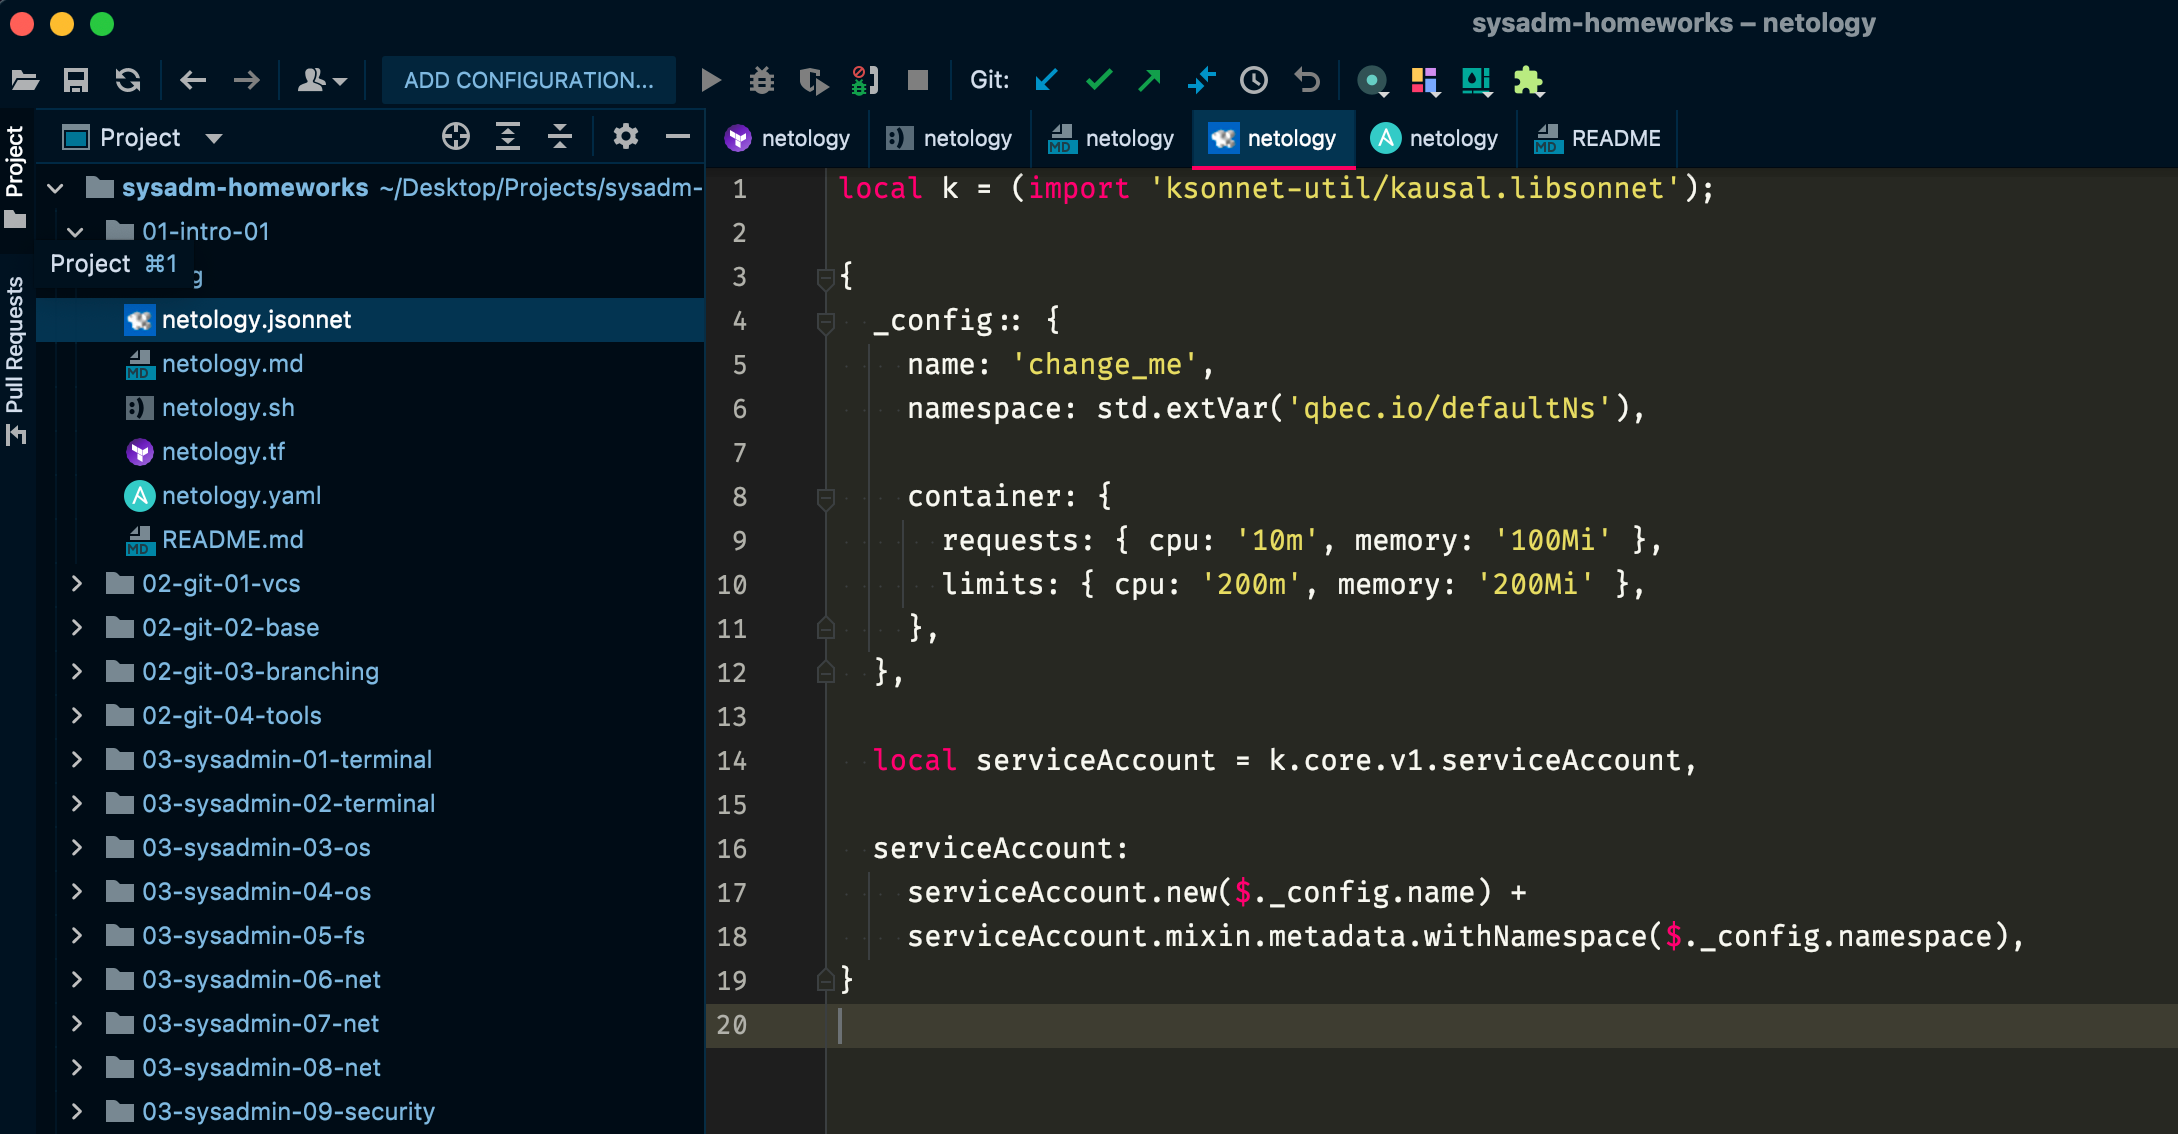 sysadm-homeworks – netology
ADD CONFIGURATION...
Git:
Project
Pull Requests
Project
sysadm-homeworks ~/Desktop/Projects/sysadm-
01-intro-01
Project ⌘1
g
netology.jsonnet
netology.md
netology.sh
netology.tf
netology.yaml
README.md
02-git-01-vcs
02-git-02-base
02-git-03-branching
02-git-04-tools
03-sysadmin-01-terminal
03-sysadmin-02-terminal
03-sysadmin-03-os
03-sysadmin-04-os
03-sysadmin-05-fs
03-sysadmin-06-net
03-sysadmin-07-net
03-sysadmin-08-net
03-sysadmin-09-security
netology
netology
netology
netology
netology
README
1 local k = (import 'ksonnet-util/kausal.libsonnet');
2
3 {
4 _config:: {
5 name: 'change_me',
6 namespace: std.extVar('qbec.io/defaultNs'),
7
8 container: {
9 requests: { cpu: '10m', memory: '100Mi' },
10 limits: { cpu: '200m', memory: '200Mi' },
11 },
12 },
13
14 local serviceAccount = k.core.v1.serviceAccount,
15
16 serviceAccount:
17 serviceAccount.new($._config.name) +
18 serviceAccount.mixin.metadata.withNamespace($._config.namespace),
19 }
20